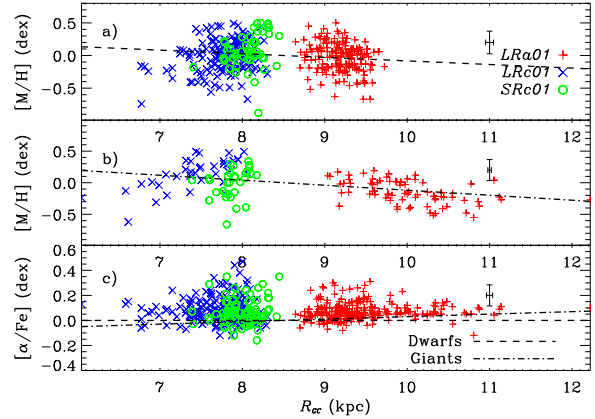 0.5
0.0
-0.5
[M/H] (dex)
a)
LRa01
LRc01
SRc01
7 8 9 10 11 12
0.5
0.0
-0.5
[M/H] (dex)
b)
7 8 9 10 11 12
0.6
0.4
0.2
0.0
-0.2
-0.4
[α/Fe] (dex)
c)
Dwarfs
Giants
7 8 9 10 11 12
R_GC (kpc)